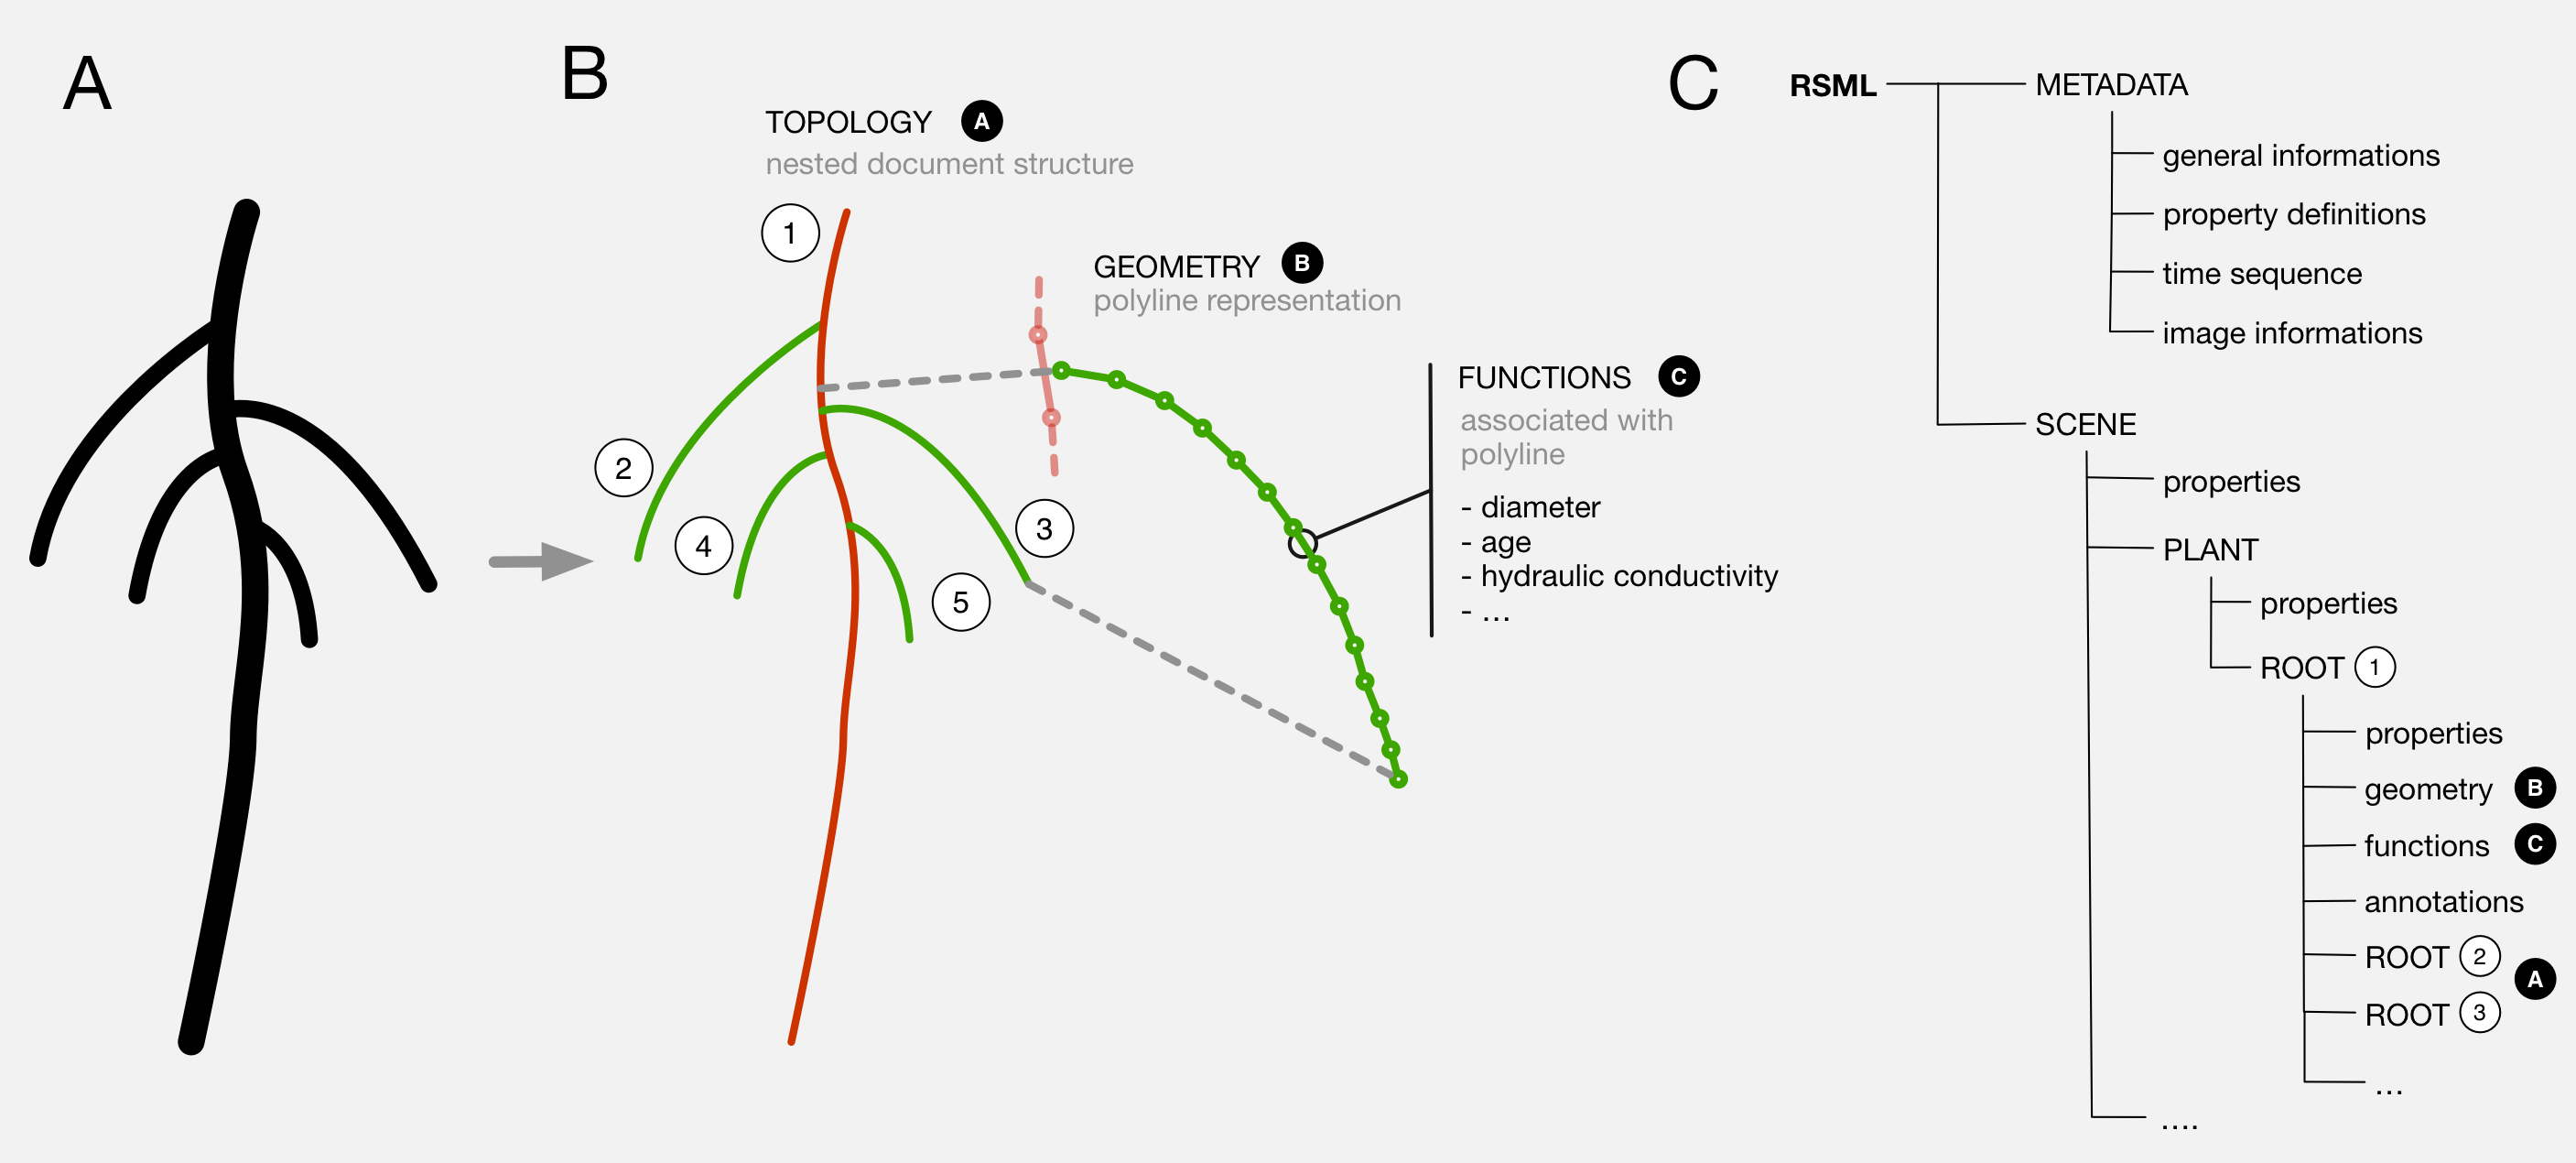 A
B
TOPOLOGY A
nested document structure
1
GEOMETRY B
polyline representation
FUNCTIONS C
associated with
polyline
- diameter
- age
- hydraulic conductivity
- ...
2
3
4
5
C
RSML
METADATA
general informations
property definitions
time sequence
image informations
SCENE
properties
PLANT
properties
ROOT 1
properties
geometry B
functions C
annotations
ROOT 2
A
ROOT 3
...
....